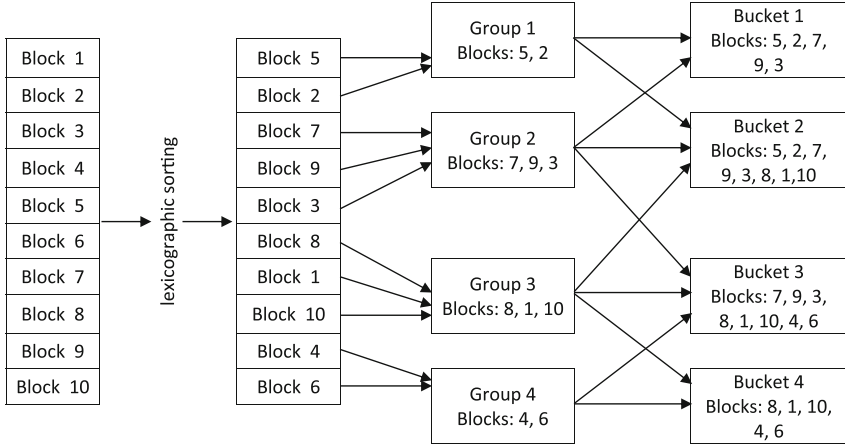 Block 1
Block 2
Block 3
Block 4
Block 5
Block 6
Block 7
Block 8
Block 9
Block 10
lexicographic sorting
Block 5
Block 2
Block 7
Block 9
Block 3
Block 8
Block 1
Block 10
Block 4
Block 6
Group 1
Blocks: 5, 2
Group 2
Blocks: 7, 9, 3
Group 3
Blocks: 8, 1, 10
Group 4
Blocks: 4, 6
Bucket 1
Blocks: 5, 2, 7,
9, 3
Bucket 2
Blocks: 5, 2, 7,
9, 3, 8, 1,10
Bucket 3
Blocks: 7, 9, 3,
8, 1, 10, 4, 6
Bucket 4
Blocks: 8, 1, 10,
4, 6